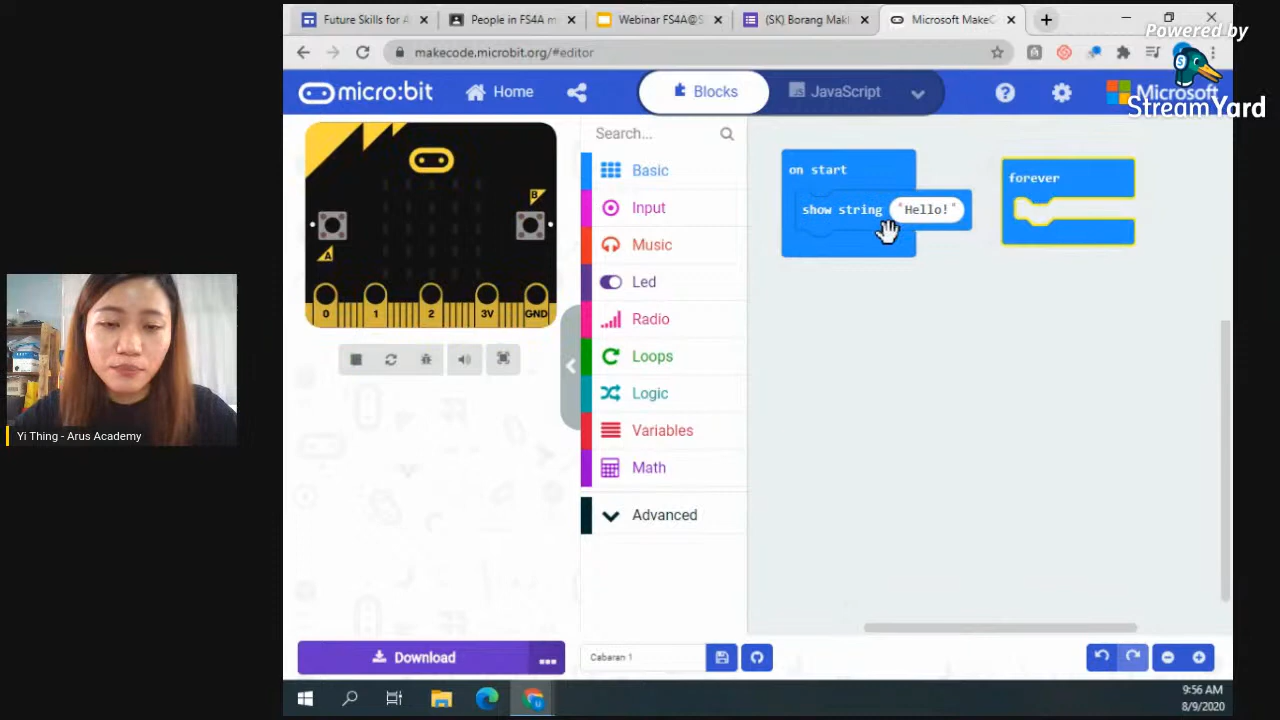 Future Skills for A
People in FS4A m
Webinar FS4A@S
(SK) Borang Mak
Microsoft MakeC
Powered by
StreamYard
makecode.microbit.org/#editor
micro:bit
Home
Blocks
JavaScript
Microsoft
Search...
Basic
Input
Music
Led
Radio
Loops
Logic
Variables
Math
Advanced
on start
show string "Hello!"
forever
A
B
0 1 2 3V GND
Yi Thing - Arus Academy
Download
Cabaran 1
9:56 AM
8/9/2020